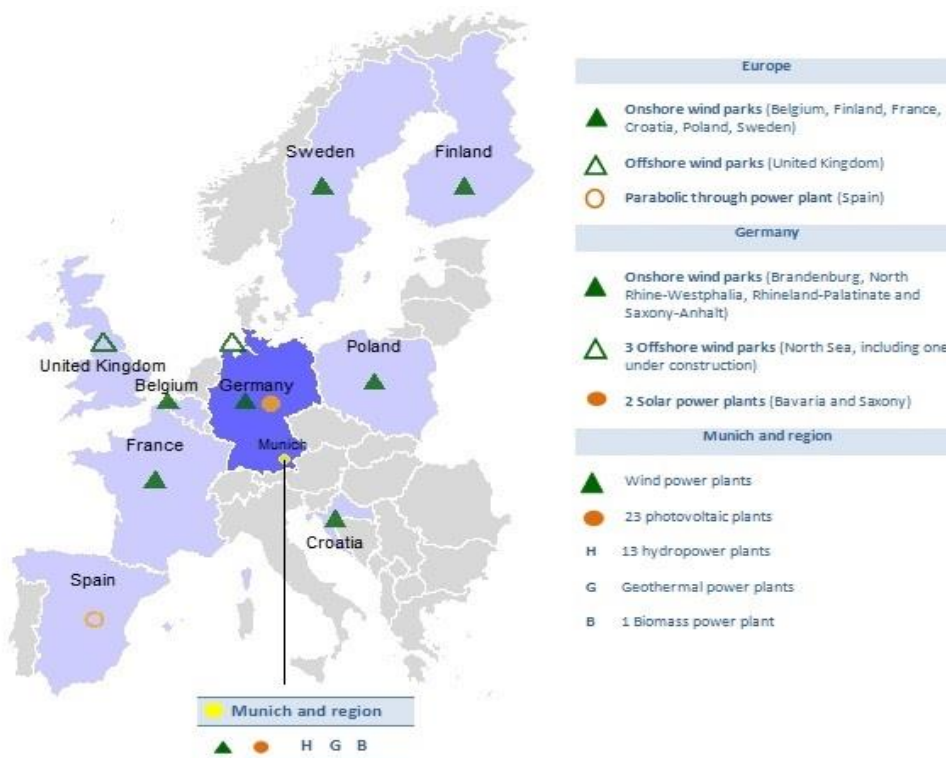 Sweden
Finland
United Kingdom
Belgium
Germany
Poland
France
Munich
Croatia
Spain
Munich and region
H G B
Europe
Onshore wind parks (Belgium, Finland, France,
Croatia, Poland, Sweden)
Offshore wind parks (United Kingdom)
Parabolic through power plant (Spain)
Germany
Onshore wind parks (Brandenburg, North
Rhine-Westphalia, Rhineland-Palatinate and
Saxony-Anhalt)
3 Offshore wind parks (North Sea, including one
under construction)
2 Solar power plants (Bavaria and Saxony)
Munich and region
Wind power plants
23 photovoltaic plants
H 13 hydropower plants
G Geothermal power plants
B 1 Biomass power plant